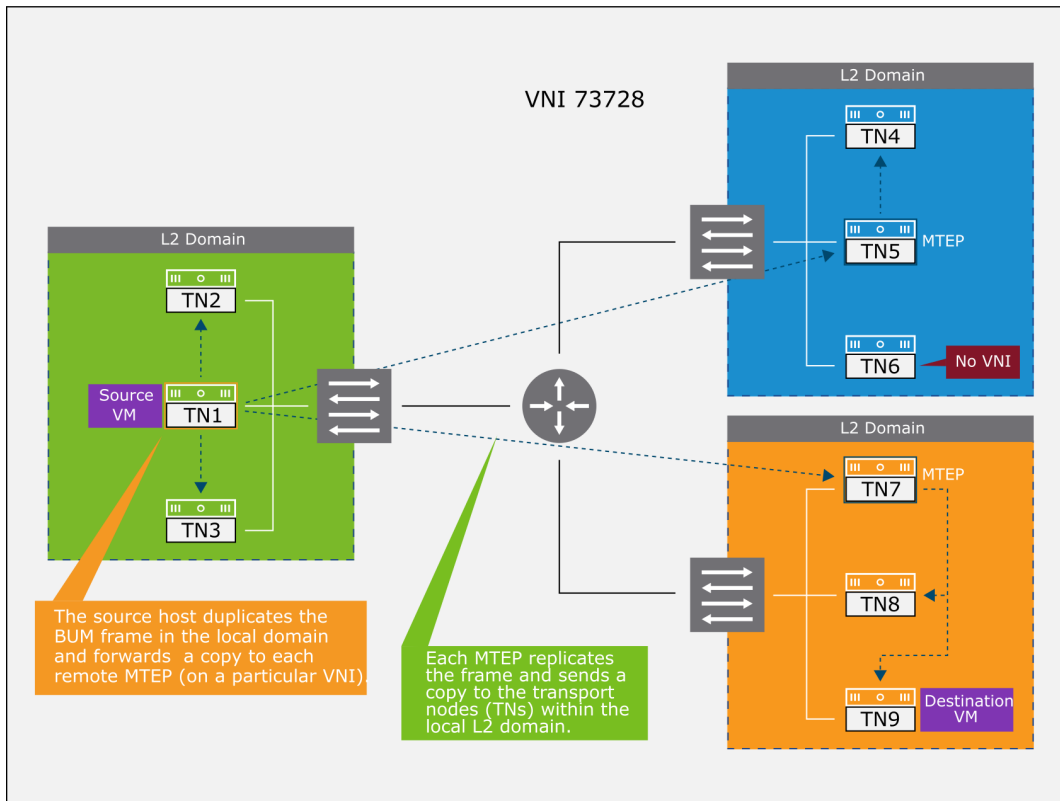 VNI 73728
L2 Domain
TN2
Source
VM
TN1
TN3
L2 Domain
TN4
TN5
MTEP
TN6
No VNI
L2 Domain
TN7
MTEP
TN8
TN9
Destination
VM
The source host duplicates the
BUM frame in the local domain
and forwards a copy to each
remote MTEP (on a particular VNI).
Each MTEP replicates
the frame and sends a
copy to the transport
nodes (TNs) within the
local L2 domain.